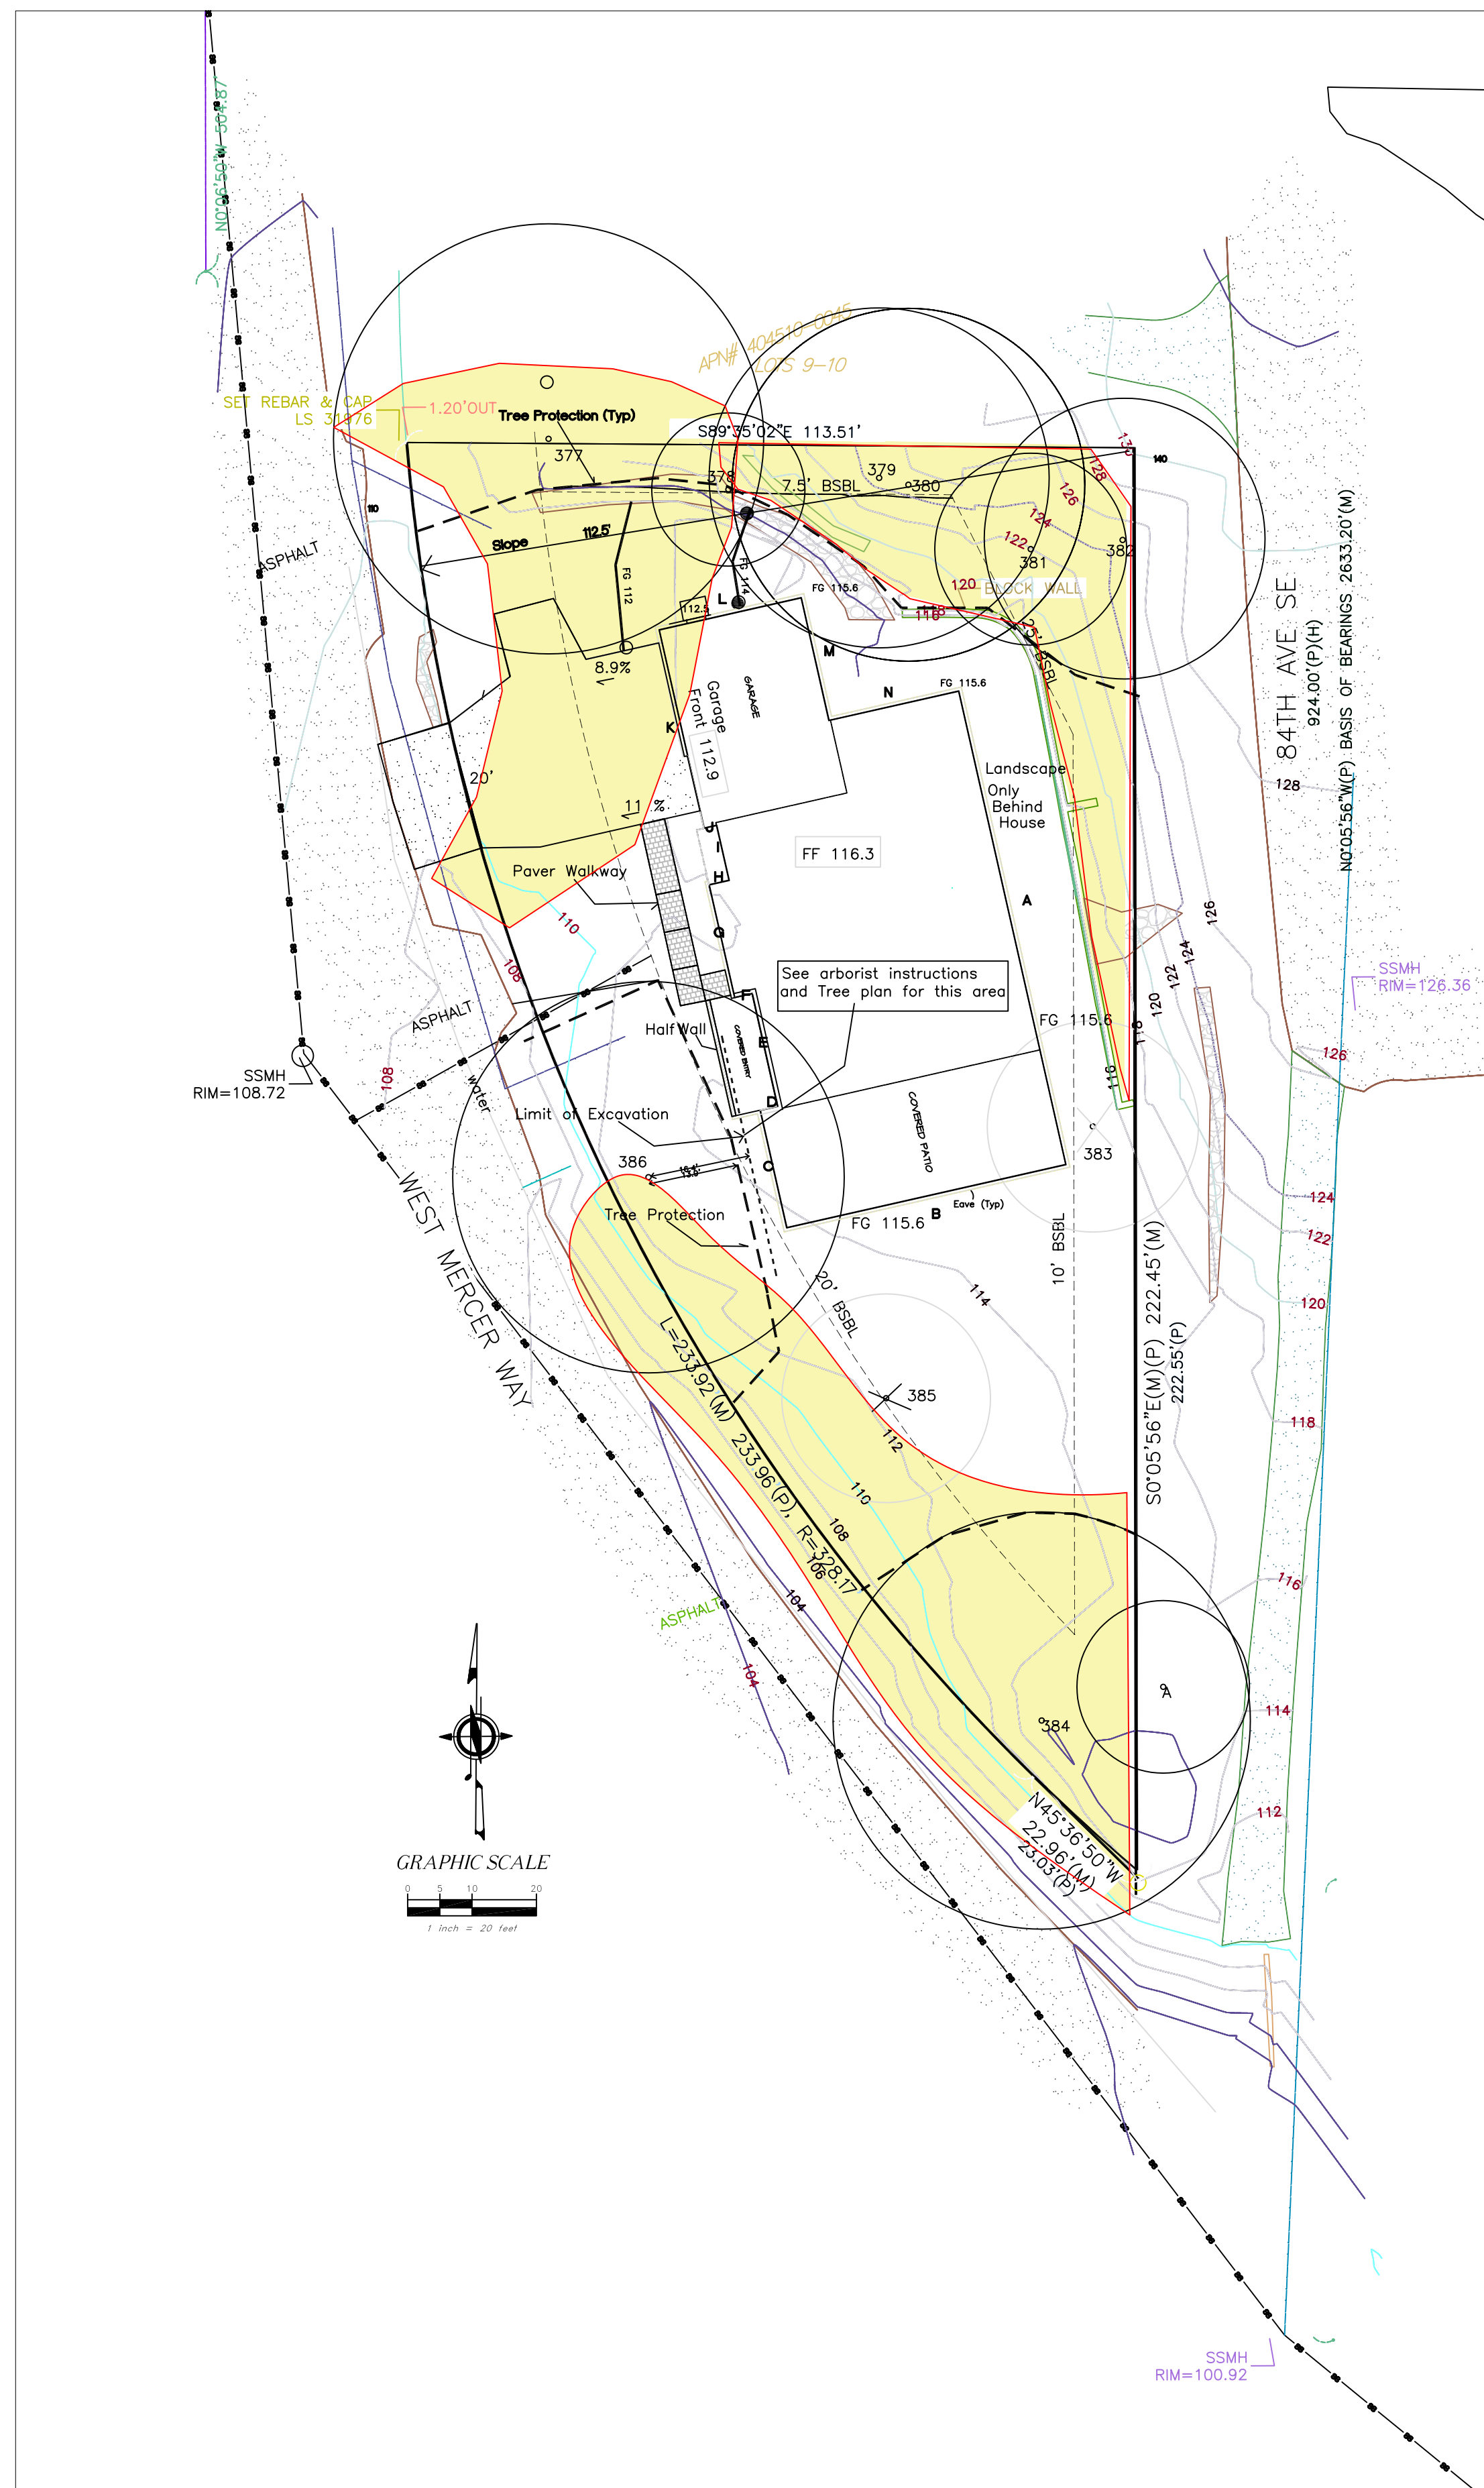 N0°06'50"W 504.87'
APN# 404510-0045
LOTS 9-10
SET REBAR & CAP
LS 31976
1.20'OUT
Tree Protection (Typ)
S89°35'02"E 113.51'
377
378
379
380
7.5' BSBL
130
128
126
124
122
120
118
116
140
110
381
382
BLOCK WALL
25' BSBL
ASPHALT
Slope
112.5'
FG 112
FG 114
FG 115.6
L
112.5
M
N
FG 115.6
8.9%
GARAGE
Garage
Front 112.9
K
20'
11 %
J
I
H
G
F
E
D
C
B
A
Landscape
Only
Behind
House
FF 116.3
Paver Walkway
110
108
See arborist instructions
and Tree plan for this area
84TH AVE SE
924.00'(P)(H)
N0°05'56"W(P) BASIS OF BEARINGS 2633.20'(M)
128
126
124
122
120
118
116
SSMH
RIM=126.36
FG 115.6
ASPHALT
Half Wall
COVERED ENTRY
SSMH
RIM=108.72
108
water
Limit of Excavation
COVERED PATIO
386
383
Tree Protection
Eave (Typ)
FG 115.6
126
124
122
120
118
116
114
112
WEST MERCER WAY
20' BSBL
10' BSBL
114
S0°05'56"E(M)(P) 222.45'(M)
222.55'(P)
385
112
110
108
106
104
104
L=233.92'(M) 233.96'(P), R=328.17'
ASPHALT
A
384
N45°36'50"W
22.96'(M)
23.03'(P)
GRAPHIC SCALE
0 5 10 20
1 inch = 20 feet
SSMH
RIM=100.92